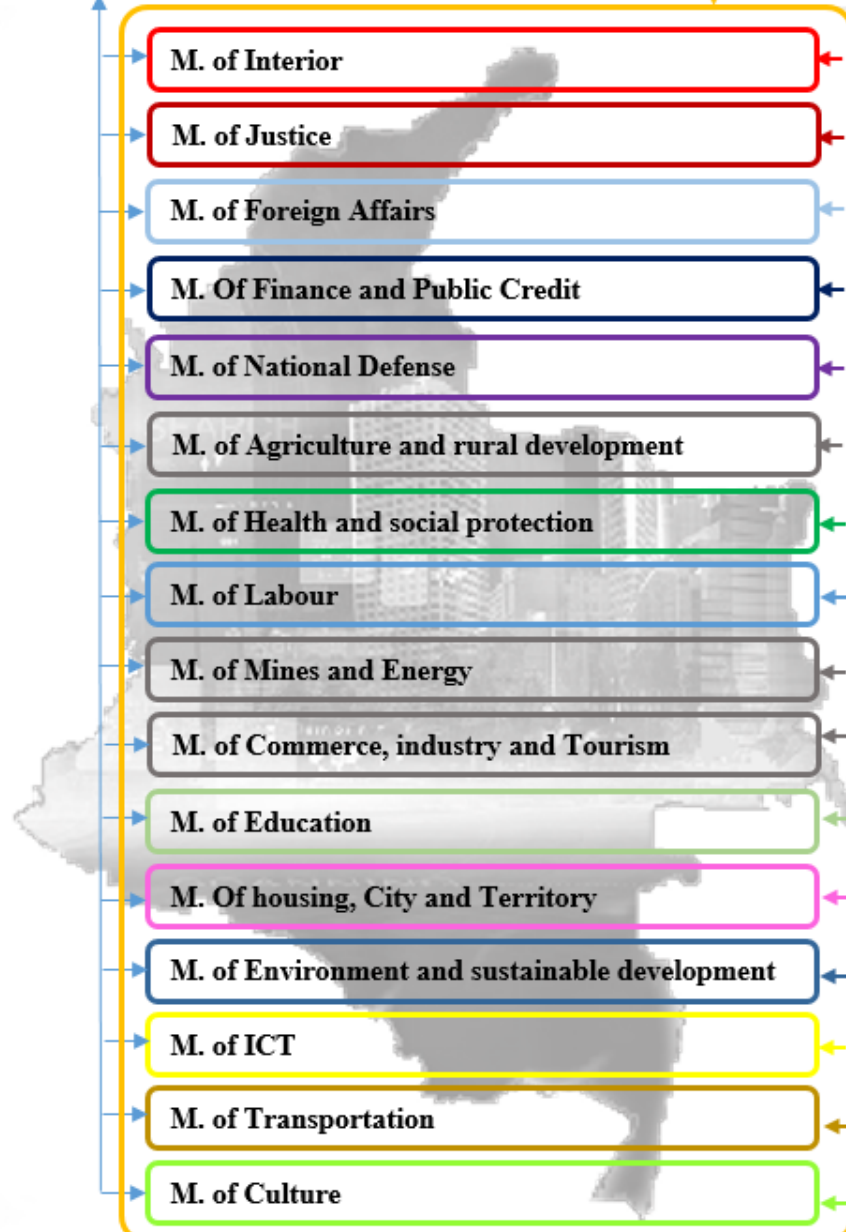 M. of Interior
M. of Justice
M. of Foreign Affairs
M. Of Finance and Public Credit
M. of National Defense
M. of Agriculture and rural development
M. of Health and social protection
M. of Labour
M. of Mines and Energy
M. of Commerce, industry and Tourism
M. of Education
M. Of housing, City and Territory
M. of Environment and sustainable development
M. of ICT
M. of Transportation
M. of Culture